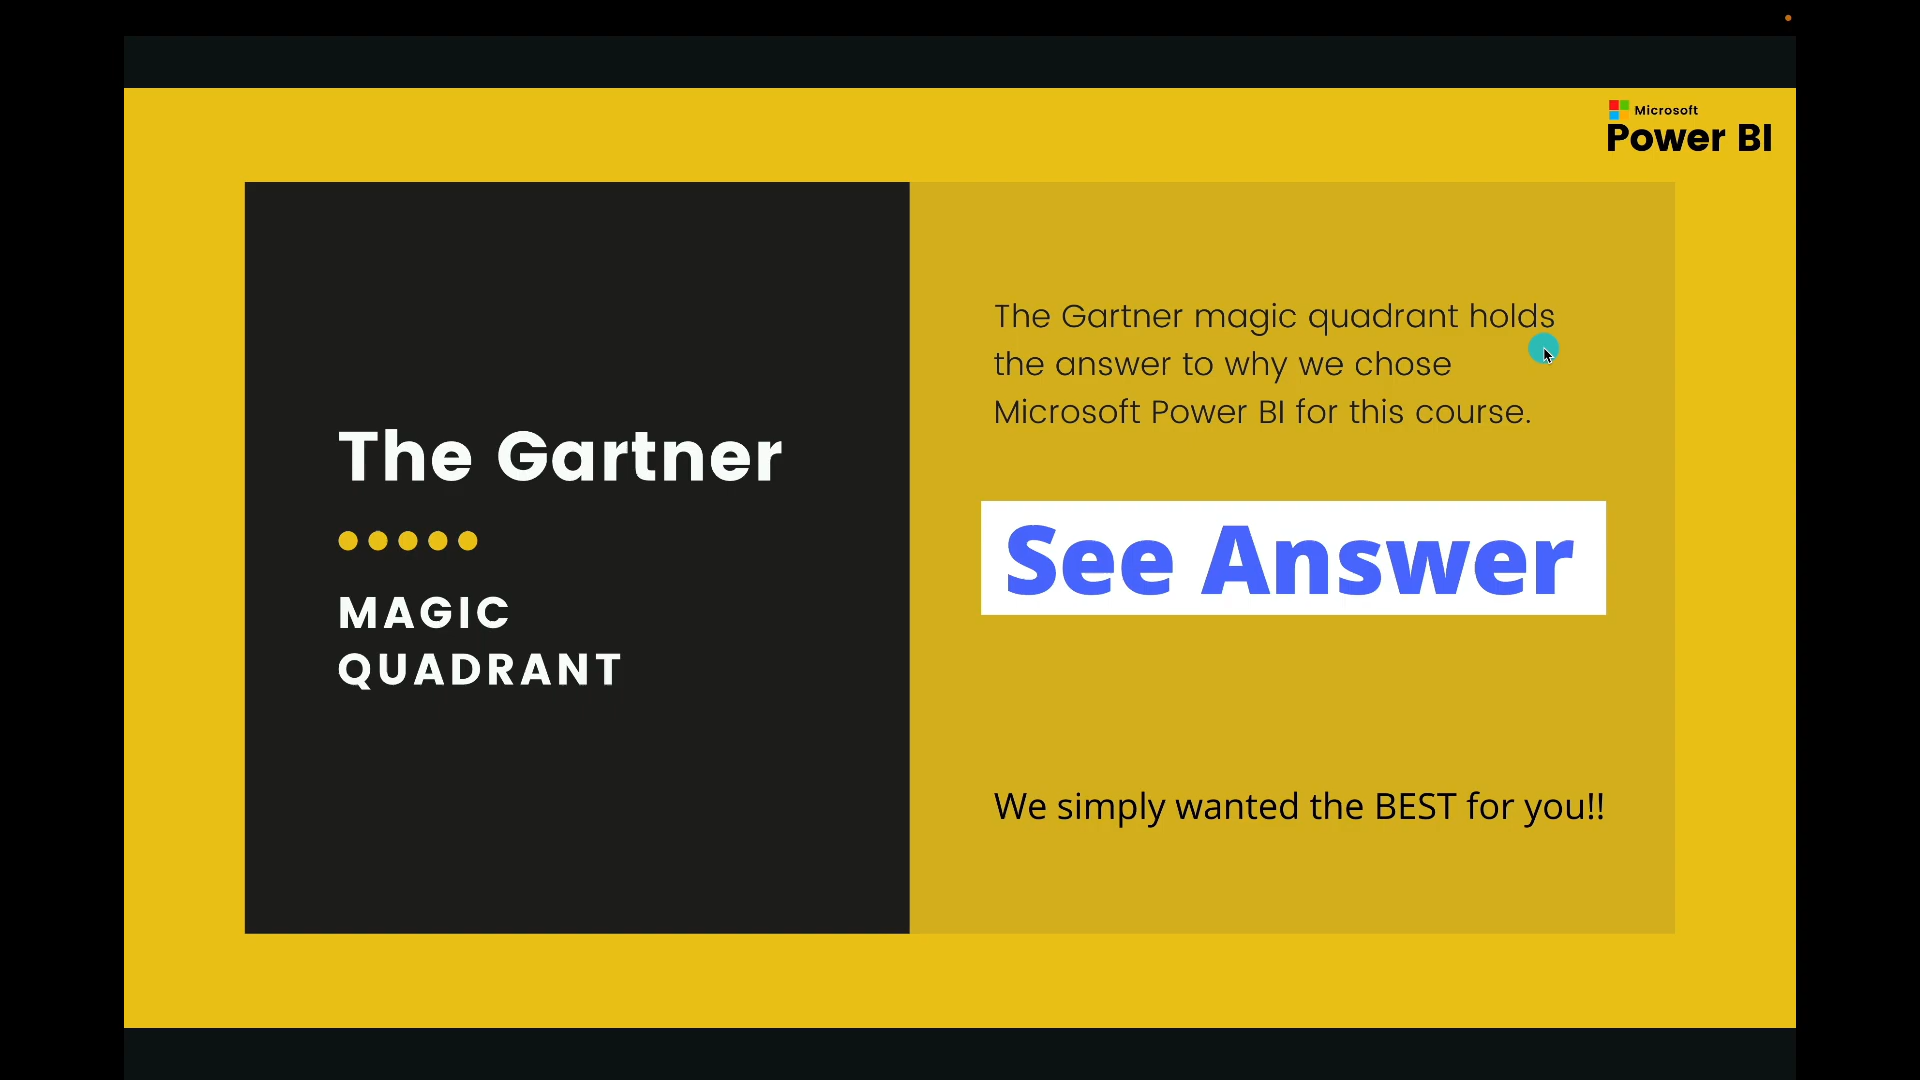 Microsoft
Power BI
The Gartner
MAGIC
QUADRANT
The Gartner magic quadrant holds
the answer to why we chose
Microsoft Power BI for this course.
See Answer
We simply wanted the BEST for you!!